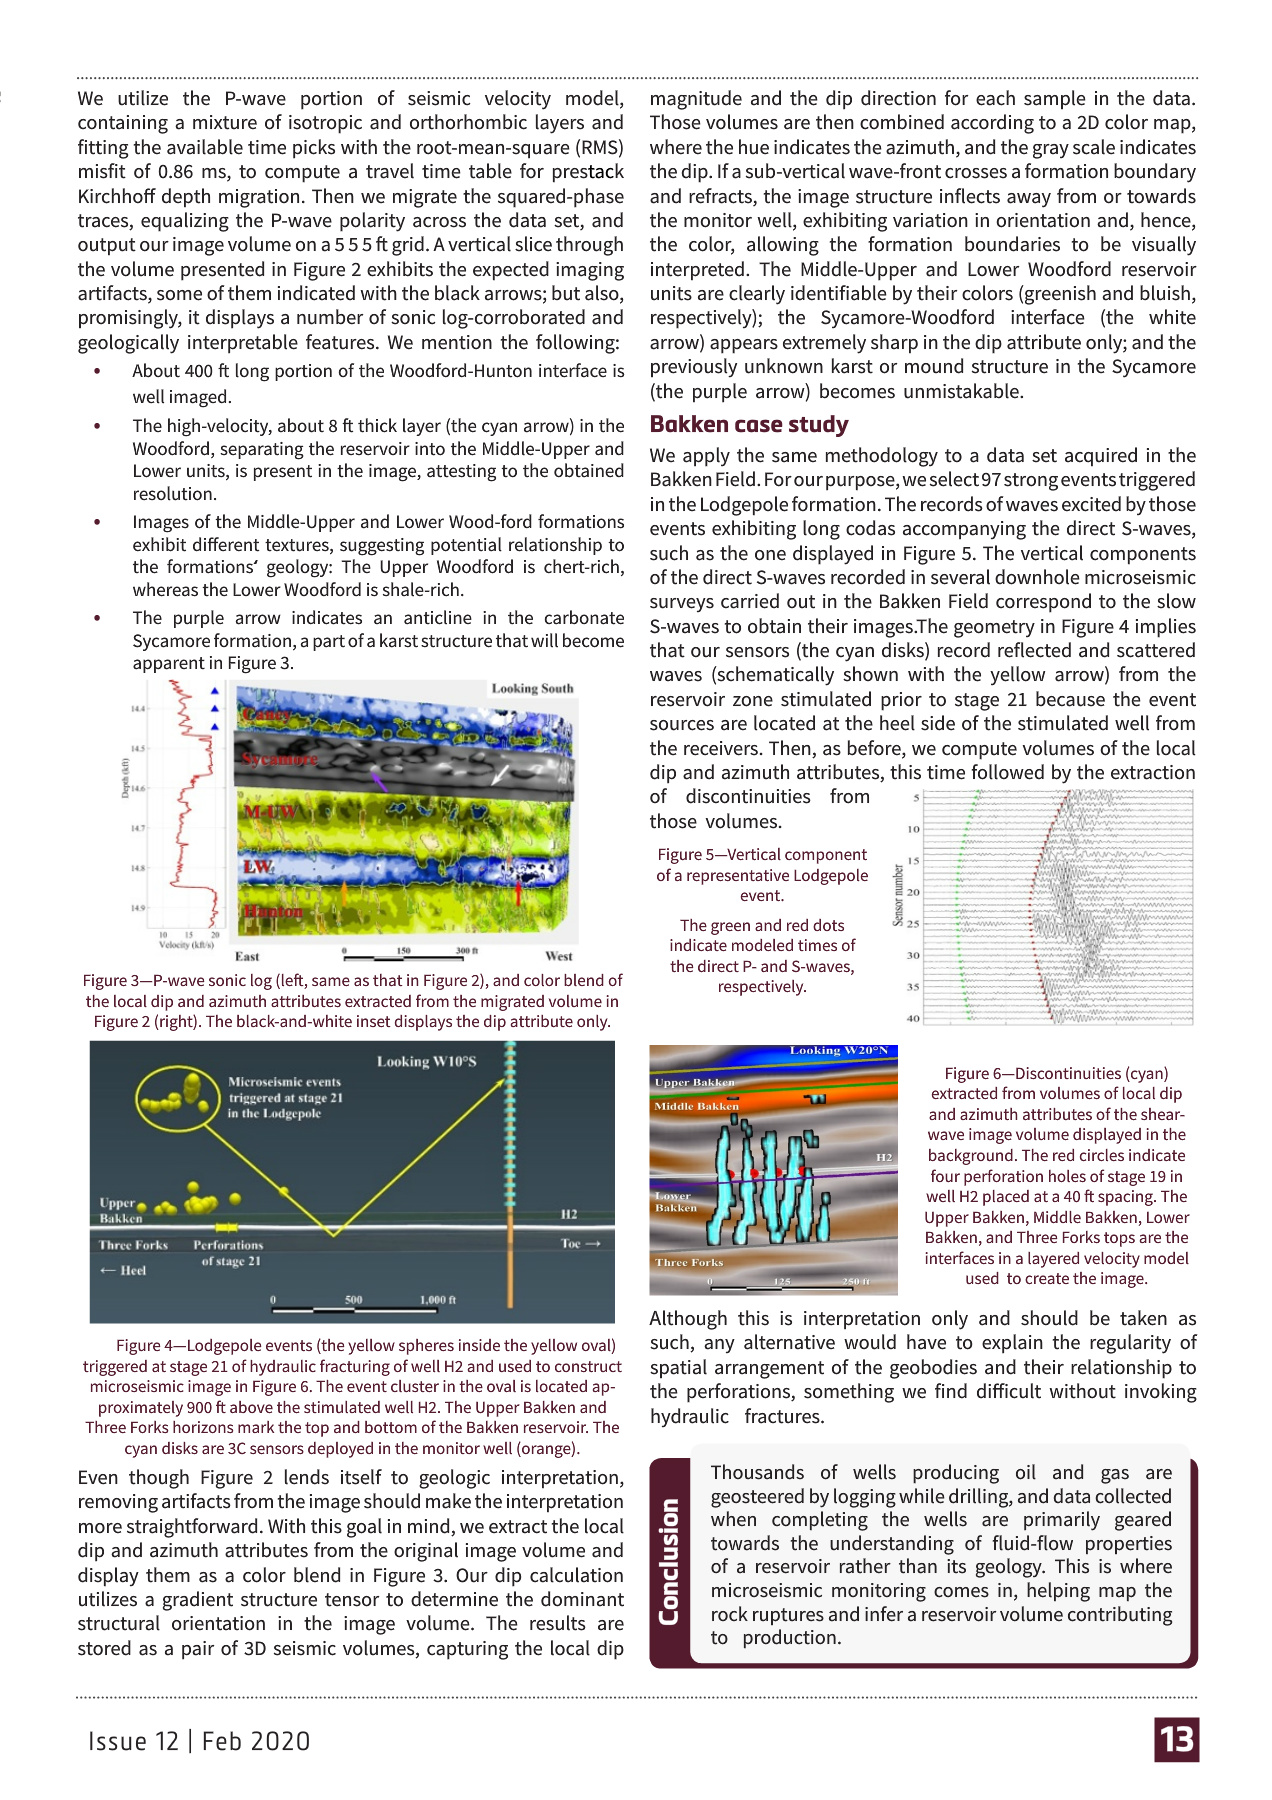 We utilize the P-wave portion of seismic velocity model,
containing a mixture of isotropic and orthorhombic layers and
fitting the available time picks with the root-mean-square (RMS)
misfit of 0.86 ms, to compute a travel time table for prestack
Kirchhoff depth migration. Then we migrate the squared-phase
traces, equalizing the P-wave polarity across the data set, and
output our image volume on a 5 5 5 ft grid. A vertical slice through
the volume presented in Figure 2 exhibits the expected imaging
artifacts, some of them indicated with the black arrows; but also,
promisingly, it displays a number of sonic log-corroborated and
geologically interpretable features. We mention the following:
• About 400 ft long portion of the Woodford-Hunton interface is
well imaged.
• The high-velocity, about 8 ft thick layer (the cyan arrow) in the
Woodford, separating the reservoir into the Middle-Upper and
Lower units, is present in the image, attesting to the obtained
resolution.
• Images of the Middle-Upper and Lower Wood-ford formations
exhibit different textures, suggesting potential relationship to
the formations’ geology: The Upper Woodford is chert-rich,
whereas the Lower Woodford is shale-rich.
• The purple arrow indicates an anticline in the carbonate
Sycamore formation, a part of a karst structure that will become
apparent in Figure 3.
Looking South
Caney
Sycamore
M-UW
LW
Hunton
Depth (kft)
14.4
14.5
14.6
14.7
14.8
14.9
10 15 20
Velocity (kft/s)
East
0 150 300 ft
West
Figure 3—P-wave sonic log (left, same as that in Figure 2), and color blend of
the local dip and azimuth attributes extracted from the migrated volume in
Figure 2 (right). The black-and-white inset displays the dip attribute only.
Looking W10°S
Microseismic events
triggered at stage 21
in the Lodgepole
Upper
Bakken
H2
Three Forks
Perforations
of stage 21
Toe →
← Heel
0 500 1,000 ft
Figure 4—Lodgepole events (the yellow spheres inside the yellow oval)
triggered at stage 21 of hydraulic fracturing of well H2 and used to construct
microseismic image in Figure 6. The event cluster in the oval is located ap-
proximately 900 ft above the stimulated well H2. The Upper Bakken and
Three Forks horizons mark the top and bottom of the Bakken reservoir. The
cyan disks are 3C sensors deployed in the monitor well (orange).
Even though Figure 2 lends itself to geologic interpretation,
removing artifacts from the image should make the interpretation
more straightforward. With this goal in mind, we extract the local
dip and azimuth attributes from the original image volume and
display them as a color blend in Figure 3. Our dip calculation
utilizes a gradient structure tensor to determine the dominant
structural orientation in the image volume. The results are
stored as a pair of 3D seismic volumes, capturing the local dip
magnitude and the dip direction for each sample in the data.
Those volumes are then combined according to a 2D color map,
where the hue indicates the azimuth, and the gray scale indicates
the dip. If a sub-vertical wave-front crosses a formation boundary
and refracts, the image structure inflects away from or towards
the monitor well, exhibiting variation in orientation and, hence,
the color, allowing the formation boundaries to be visually
interpreted. The Middle-Upper and Lower Woodford reservoir
units are clearly identifiable by their colors (greenish and bluish,
respectively); the Sycamore-Woodford interface (the white
arrow) appears extremely sharp in the dip attribute only; and the
previously unknown karst or mound structure in the Sycamore
(the purple arrow) becomes unmistakable.
Bakken case study
We apply the same methodology to a data set acquired in the
Bakken Field. For our purpose, we select 97 strong events triggered
in the Lodgepole formation. The records of waves excited by those
events exhibiting long codas accompanying the direct S-waves,
such as the one displayed in Figure 5. The vertical components
of the direct S-waves recorded in several downhole microseismic
surveys carried out in the Bakken Field correspond to the slow
S-waves to obtain their images.The geometry in Figure 4 implies
that our sensors (the cyan disks) record reflected and scattered
waves (schematically shown with the yellow arrow) from the
reservoir zone stimulated prior to stage 21 because the event
sources are located at the heel side of the stimulated well from
the receivers. Then, as before, we compute volumes of the local
dip and azimuth attributes, this time followed by the extraction
of discontinuities from
those volumes.
Figure 5—Vertical component
of a representative Lodgepole
event.
The green and red dots
indicate modeled times of
the direct P- and S-waves,
respectively.
Sensor number
5
10
15
20
25
30
35
40
Looking W20°N
Upper Bakken
Middle Bakken
H2
Lower
Bakken
Three Forks
0 125 250 ft
Figure 6—Discontinuities (cyan)
extracted from volumes of local dip
and azimuth attributes of the shear-
wave image volume displayed in the
background. The red circles indicate
four perforation holes of stage 19 in
well H2 placed at a 40 ft spacing. The
Upper Bakken, Middle Bakken, Lower
Bakken, and Three Forks tops are the
interfaces in a layered velocity model
used to create the image.
Although this is interpretation only and should be taken as
such, any alternative would have to explain the regularity of
spatial arrangement of the geobodies and their relationship to
the perforations, something we find difficult without invoking
hydraulic fractures.
Conclusion
Thousands of wells producing oil and gas are
geosteered by logging while drilling, and data collected
when completing the wells are primarily geared
towards the understanding of fluid-flow properties
of a reservoir rather than its geology. This is where
microseismic monitoring comes in, helping map the
rock ruptures and infer a reservoir volume contributing
to production.
Issue 12 | Feb 2020
13